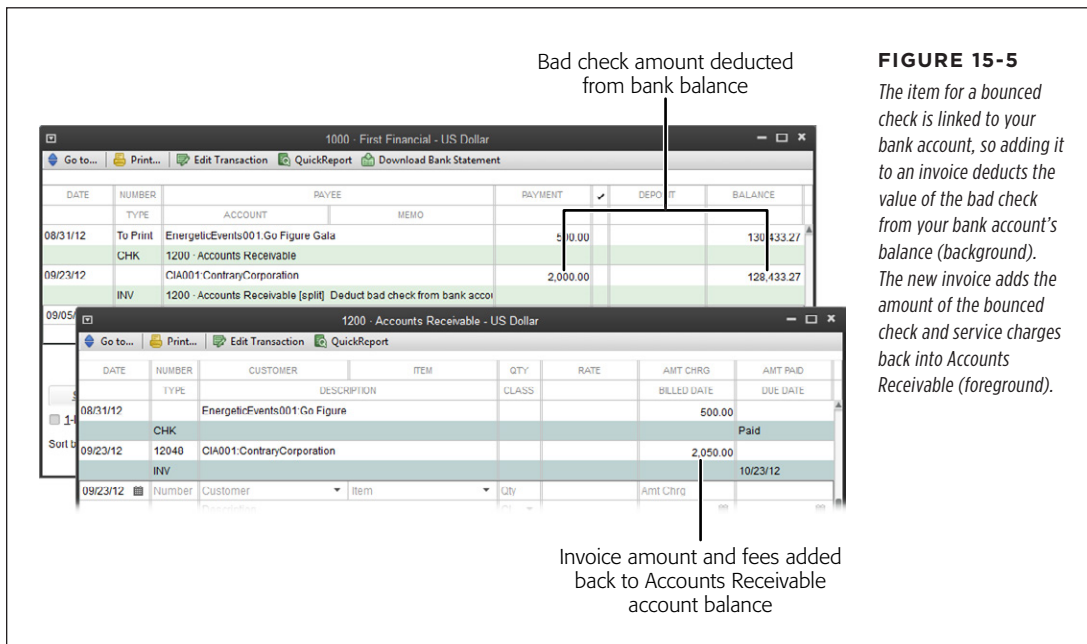 Bad check amount deducted
from bank balance
FIGURE 15-5
The item for a bounced
check is linked to your
bank account, so adding it
to an invoice deducts the
value of the bad check
from your bank account's
balance (background).
The new invoice adds the
amount of the bounced
check and service charges
back into Accounts
Receivable (foreground).
1000 · First Financial - US Dollar
Go to... Print... Edit Transaction QuickReport Download Bank Statement
DATE NUMBER PAYEE PAYMENT ✓ DEPOSIT BALANCE
TYPE ACCOUNT MEMO
08/31/12 To Print EnergeticEvents001:Go Figure Gala 500.00 130,433.27
CHK 1200 · Accounts Receivable
09/23/12 CIA001:ContraryCorporation 2,000.00 128,433.27
INV 1200 · Accounts Receivable [split] Deduct bad check from bank
09/05/
Sort
1200 · Accounts Receivable - US Dollar
Go to... Print... Edit Transaction QuickReport
DATE NUMBER CUSTOMER ITEM QTY RATE AMT CHRG AMT PAID
TYPE DESCRIPTION CLASS BILLED DATE DUE DATE
08/31/12 EnergeticEvents001:Go Figure 500.00
CHK Paid
09/23/12 12040 CIA001:ContraryCorporation 2,050.00
INV 10/23/12
09/23/12 Number Customer Item Qty Amt Chrg
Invoice amount and fees added
back to Accounts Receivable
account balance